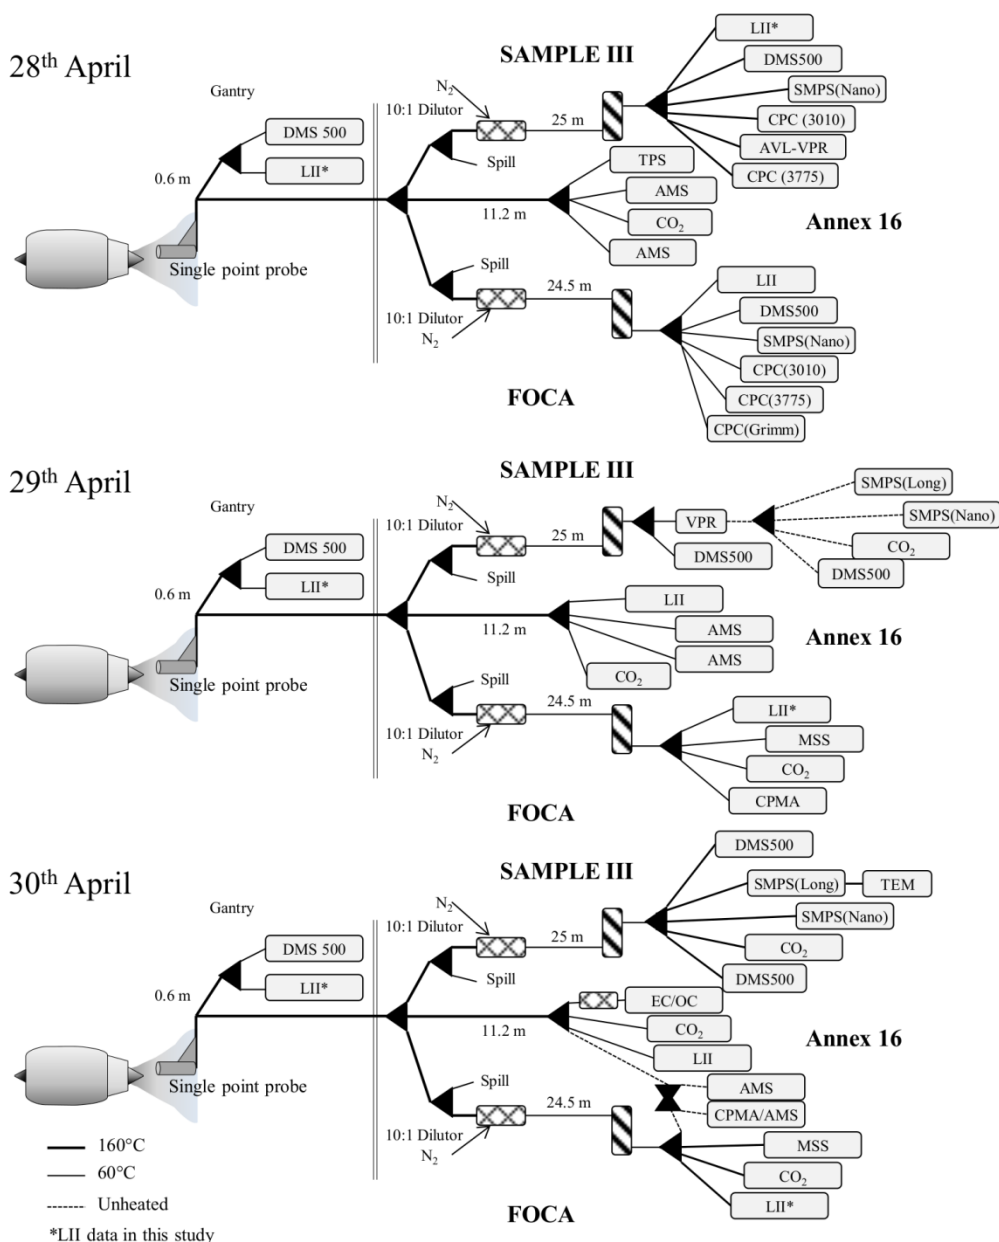 28th April
SAMPLE III
Gantry
DMS 500
LII*
0.6 m
Single point probe
N2
10:1 Dilutor
25 m
Spill
LII*
DMS500
SMPS(Nano)
CPC (3010)
AVL-VPR
CPC (3775)
TPS
AMS
CO2
AMS
11.2 m
Annex 16
Spill
24.5 m
10:1 Dilutor
N2
LII
DMS500
SMPS(Nano)
CPC(3010)
CPC(3775)
CPC(Grimm)
FOCA
29th April
SAMPLE III
Gantry
DMS 500
LII*
0.6 m
Single point probe
N2
10:1 Dilutor
25 m
Spill
VPR
DMS500
SMPS(Long)
SMPS(Nano)
CO2
DMS500
11.2 m
LII
AMS
AMS
CO2
Annex 16
Spill
24.5 m
10:1 Dilutor
N2
LII*
MSS
CO2
CPMA
FOCA
30th April
SAMPLE III
Gantry
DMS 500
LII*
0.6 m
Single point probe
N2
10:1 Dilutor
25 m
Spill
DMS500
SMPS(Long)
TEM
SMPS(Nano)
CO2
DMS500
11.2 m
EC/OC
CO2
LII
Annex 16
AMS
CPMA/AMS
Spill
24.5 m
10:1 Dilutor
N2
MSS
CO2
LII*
FOCA
160°C
60°C
Unheated
*LII data in this study